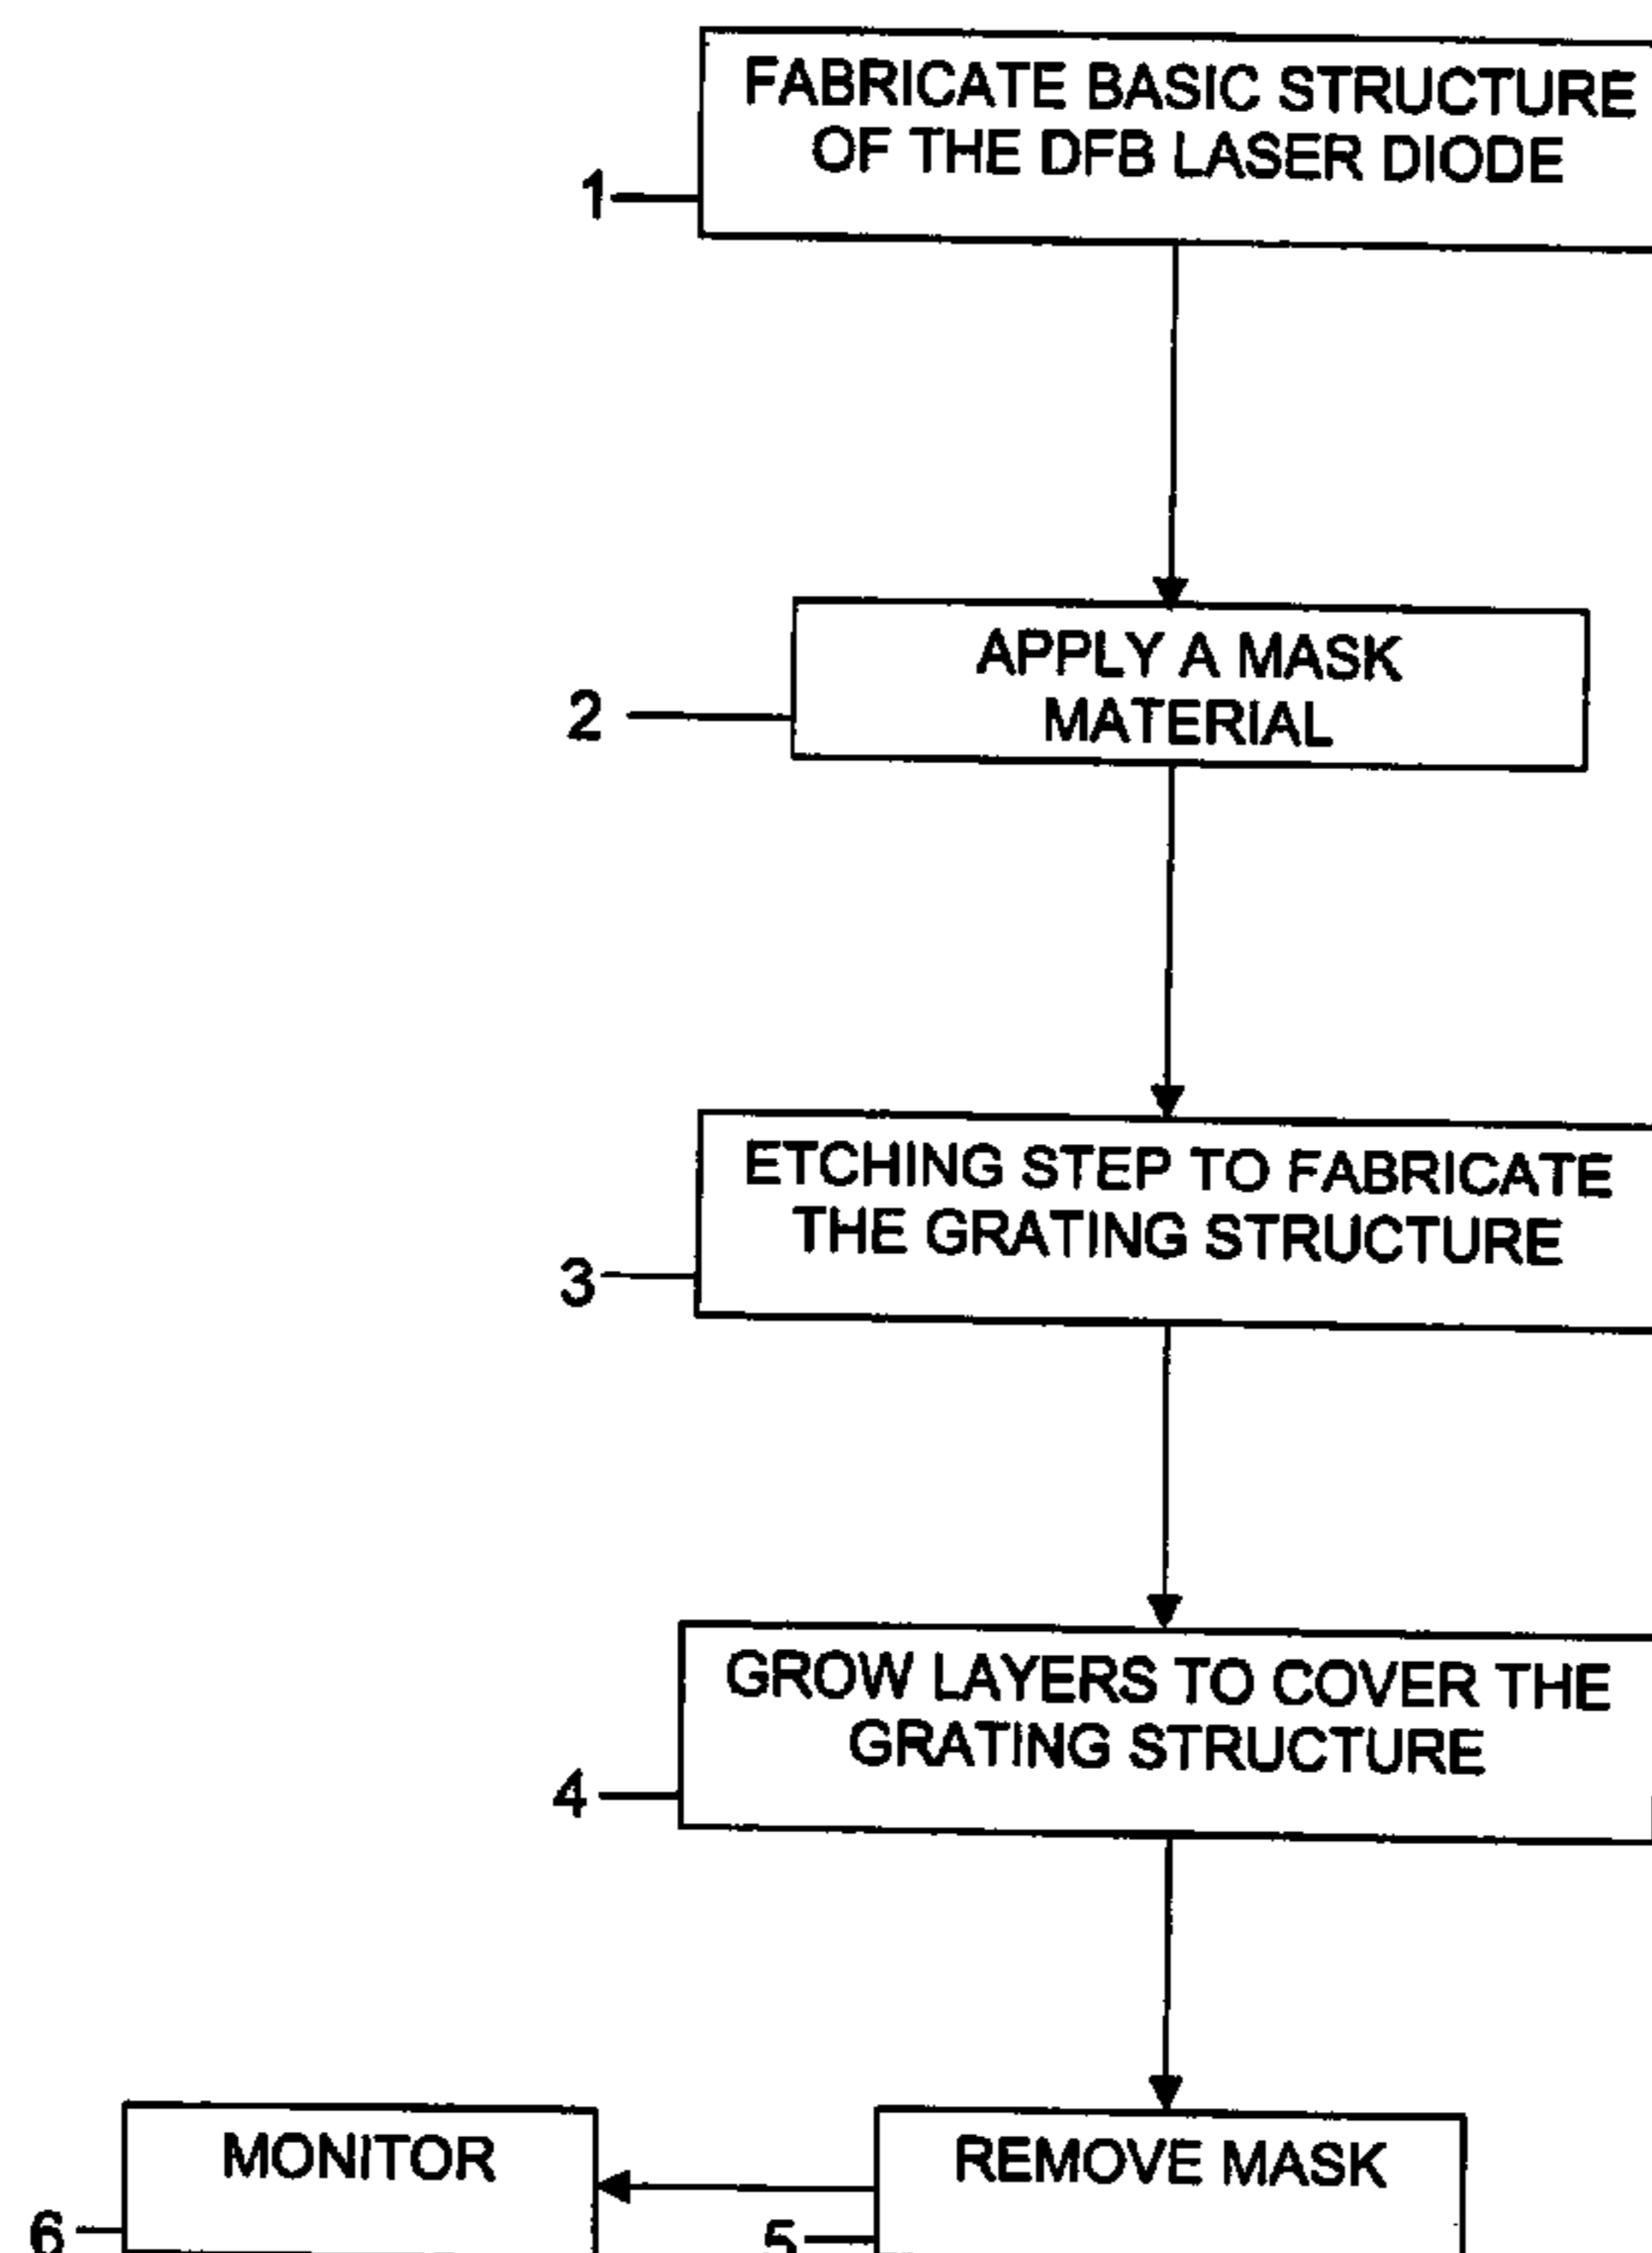 FABRICATE BASIC STRUCTURE
OF THE DFB LASER DIODE
1
APPLY A MASK
MATERIAL
2
ETCHING STEP TO FABRICATE
THE GRATING STRUCTURE
3
GROW LAYERS TO COVER THE
GRATING STRUCTURE
4
MONITOR
6
REMOVE MASK
5